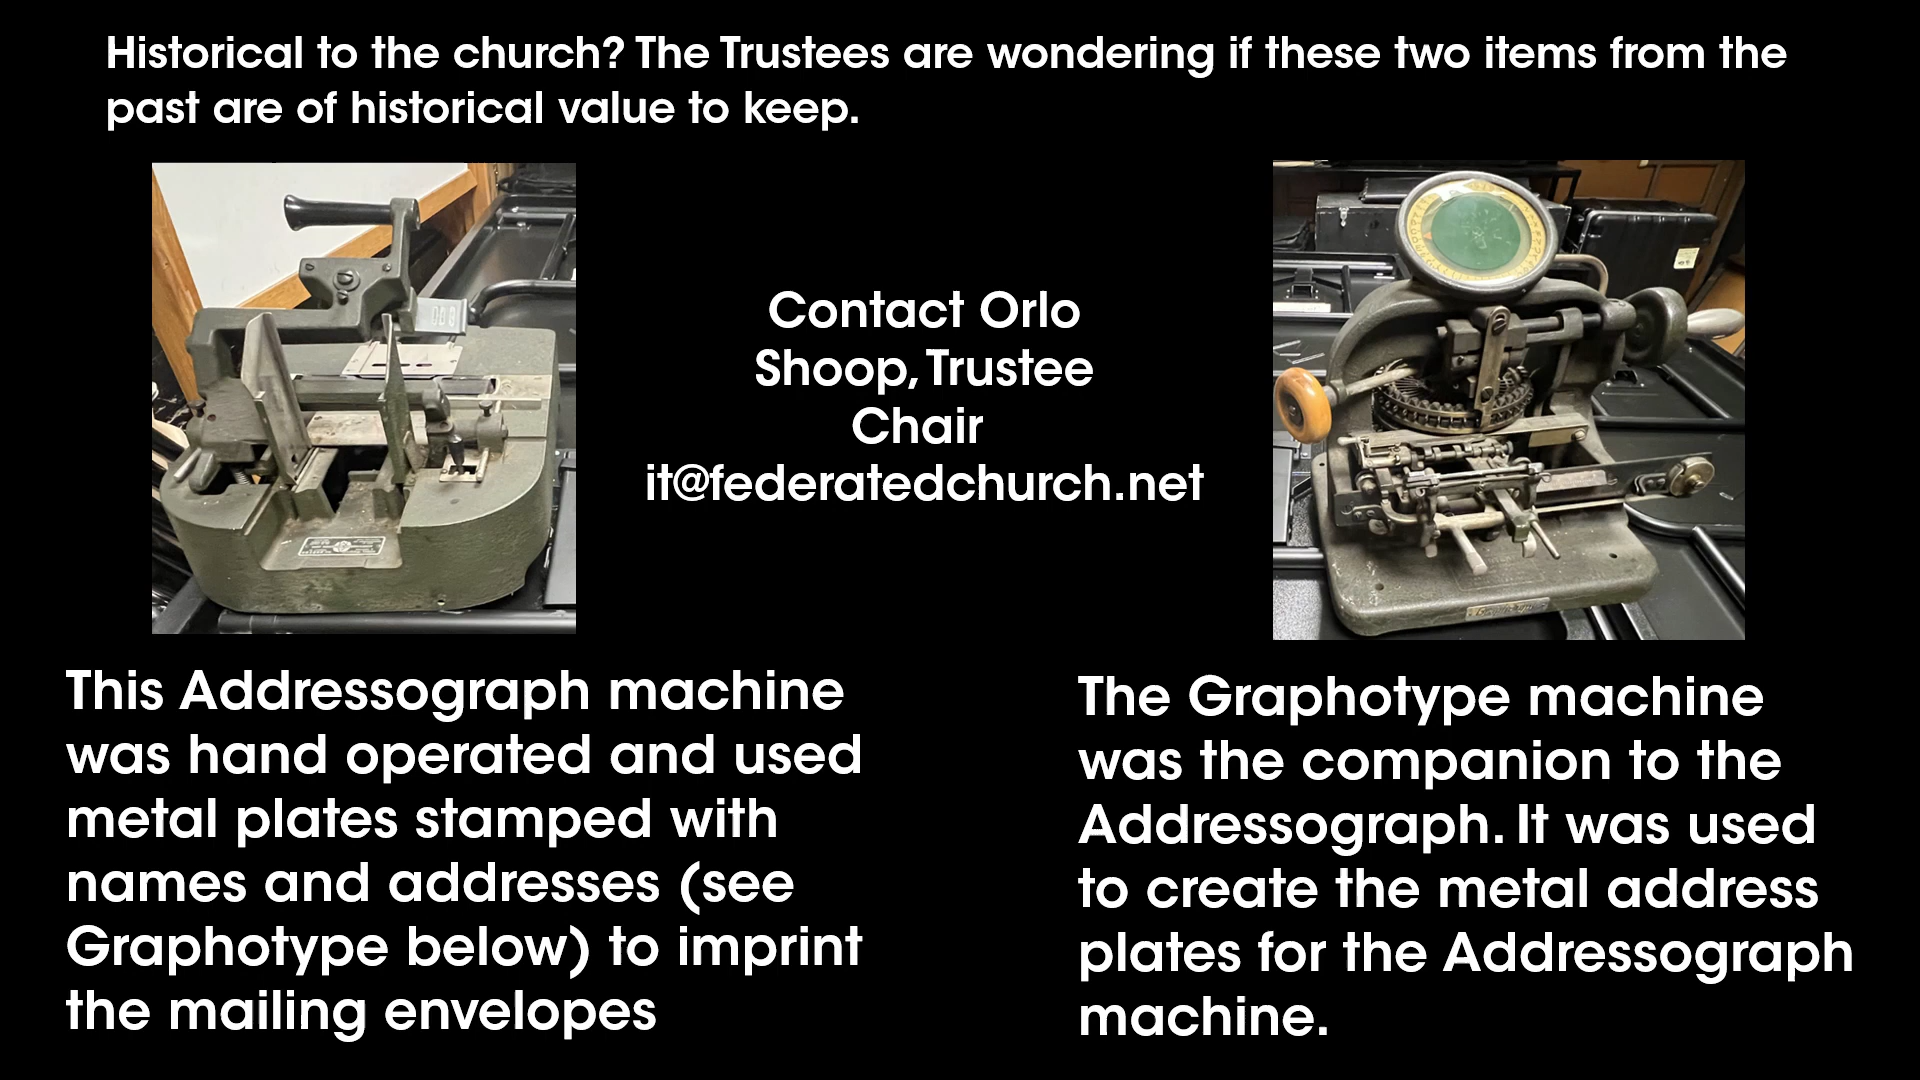 Historical to the church? The Trustees are wondering if these two items from the
past are of historical value to keep.
Contact Orlo
Shoop, Trustee
Chair
it@federatedchurch.net
This Addressograph machine
was hand operated and used
metal plates stamped with
names and addresses (see
Graphotype below) to imprint
the mailing envelopes
The Graphotype machine
was the companion to the
Addressograph. It was used
to create the metal address
plates for the Addressograph
machine.